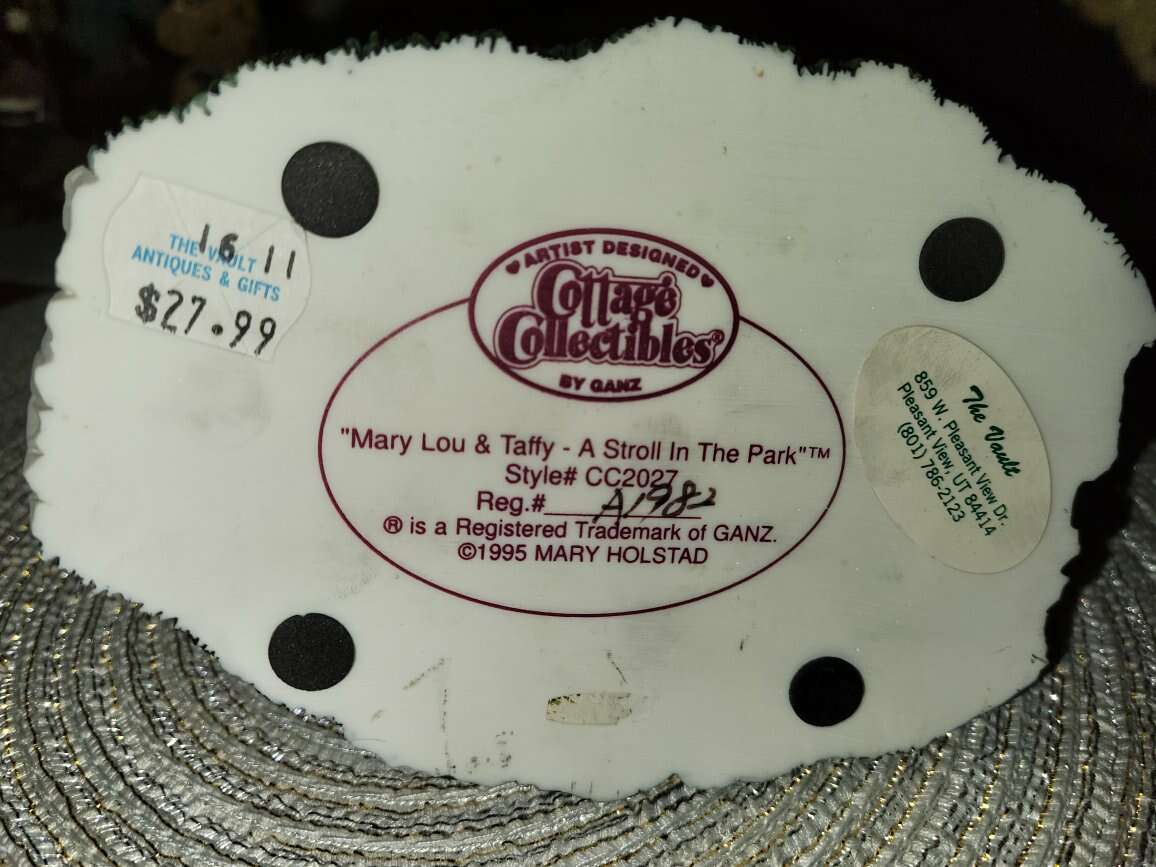 16 11
THE VAULT
ANTIQUES & GIFTS
$27.99
♥ARTIST DESIGNED♥
Cottage
Collectibles®
BY GANZ
"Mary Lou & Taffy - A Stroll In The Park"™
Style# CC2027
Reg.# A1982
® is a Registered Trademark of GANZ.
©1995 MARY HOLSTAD
The Vault
859 W. Pleasant View Dr.
Pleasant View, UT 84414
(801) 786-2123